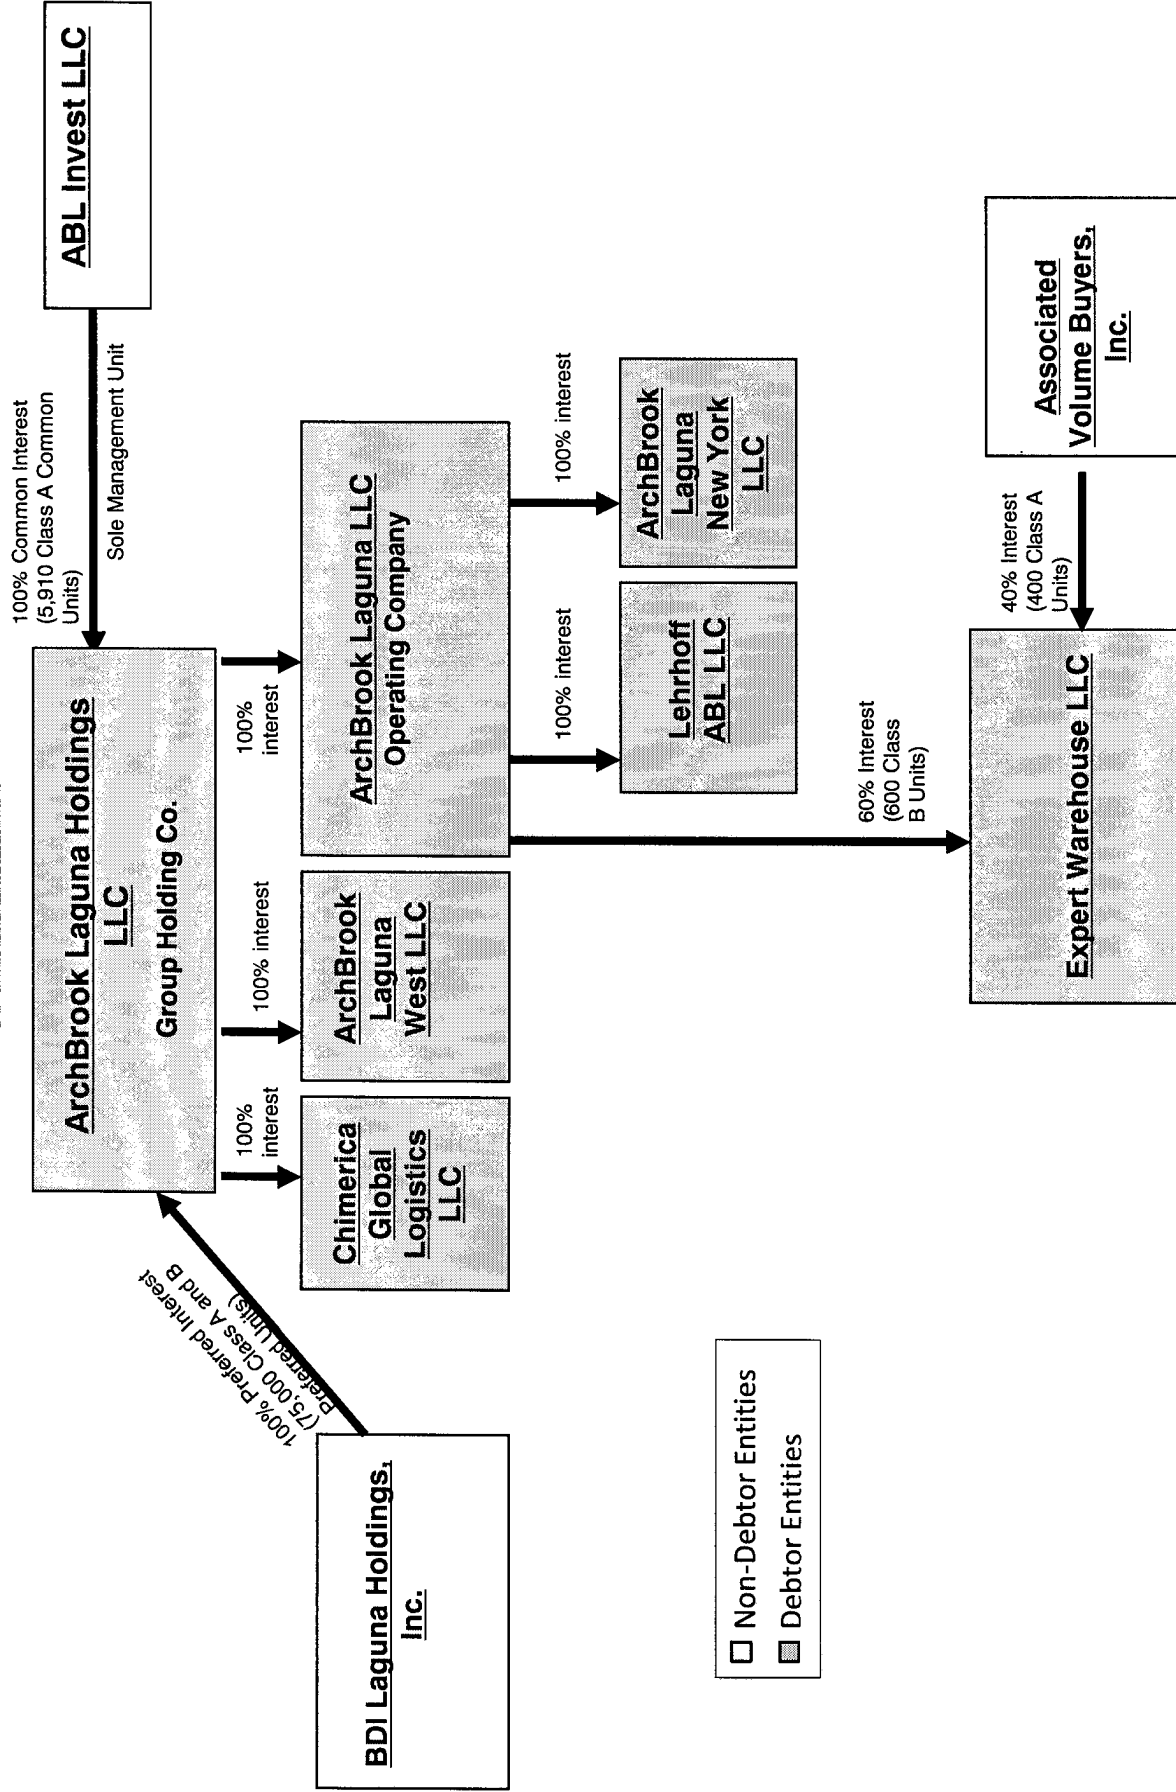 100% Common Interest
(5,910 Class A Common
Units)
ABL Invest LLC
Sole Management Unit
ArchBrook Laguna Holdings
LLC
Group Holding Co.
100% Preferred Interest
(75,000 Class A and B
Preferred Units)
BDI Laguna Holdings,
Inc.
100%
interest
100% interest
100%
interest
Chimerica
Global
Logistics
LLC
ArchBrook
Laguna
West LLC
ArchBrook Laguna LLC
Operating Company
100% interest
100% interest
Lehrhoff
ABL LLC
ArchBrook
Laguna
New York
LLC
60% Interest
(600 Class
B Units)
40% Interest
(400 Class A
Units)
Expert Warehouse LLC
Associated
Volume Buyers,
Inc.
Non-Debtor Entities
Debtor Entities